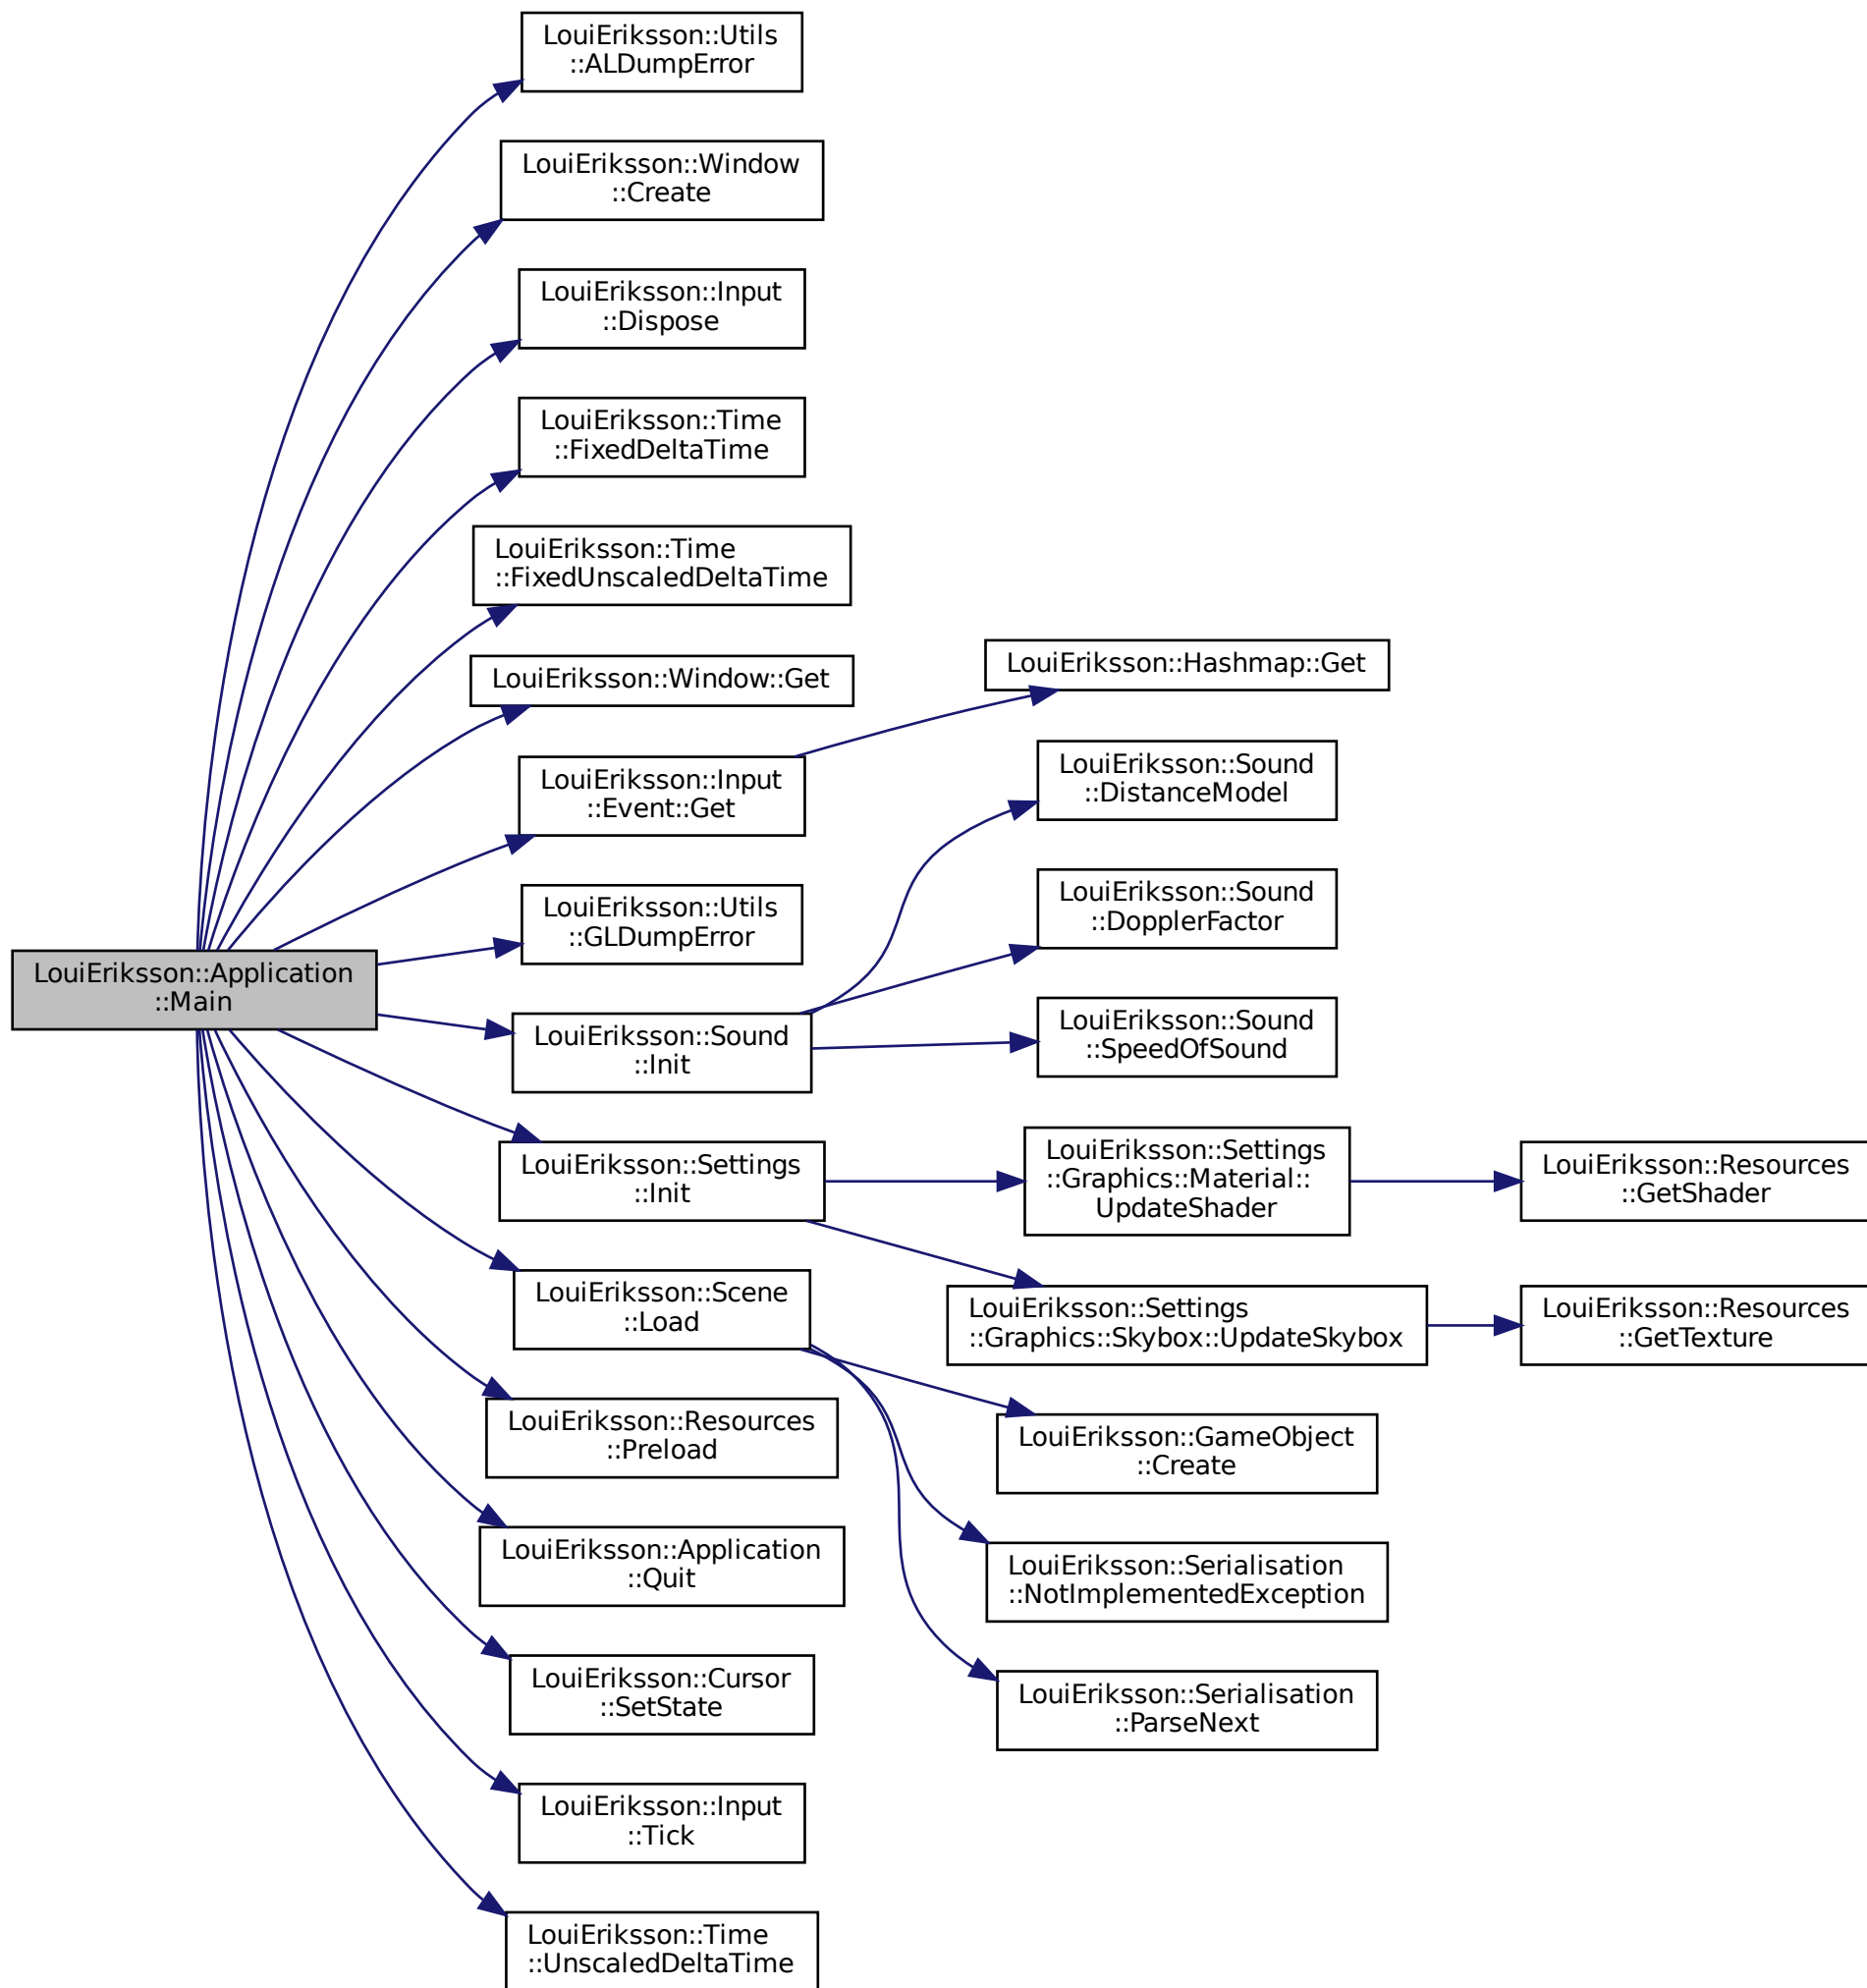 LouiEriksson::Application
::Main
LouiEriksson::Utils
::ALDumpError
LouiEriksson::Window
::Create
LouiEriksson::Input
::Dispose
LouiEriksson::Time
::FixedDeltaTime
LouiEriksson::Time
::FixedUnscaledDeltaTime
LouiEriksson::Window::Get
LouiEriksson::Input
::Event::Get
LouiEriksson::Utils
::GLDumpError
LouiEriksson::Sound
::Init
LouiEriksson::Settings
::Init
LouiEriksson::Scene
::Load
LouiEriksson::Resources
::Preload
LouiEriksson::Application
::Quit
LouiEriksson::Cursor
::SetState
LouiEriksson::Input
::Tick
LouiEriksson::Time
::UnscaledDeltaTime
LouiEriksson::Hashmap::Get
LouiEriksson::Sound
::DistanceModel
LouiEriksson::Sound
::DopplerFactor
LouiEriksson::Sound
::SpeedOfSound
LouiEriksson::Settings
::Graphics::Material::
UpdateShader
LouiEriksson::Settings
::Graphics::Skybox::UpdateSkybox
LouiEriksson::GameObject
::Create
LouiEriksson::Serialisation
::NotImplementedException
LouiEriksson::Serialisation
::ParseNext
LouiEriksson::Resources
::GetShader
LouiEriksson::Resources
::GetTexture